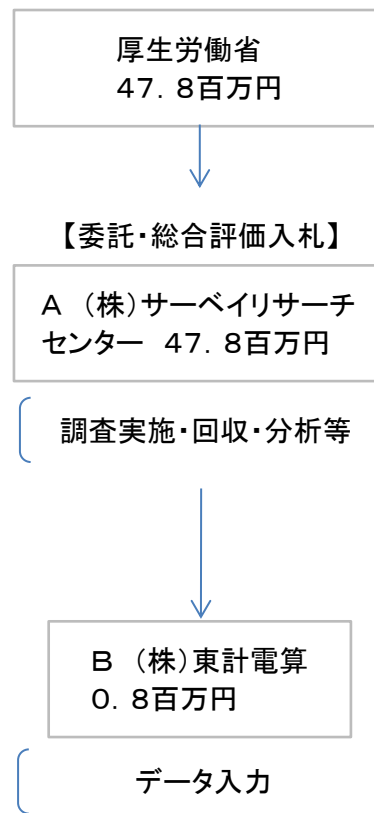 厚生労働省
47.8百万円
【委託・総合評価入札】
A (株)サーベイリサーチ
センター 47.8百万円
調査実施・回収・分析等
B (株)東計電算
0.8百万円
データ入力